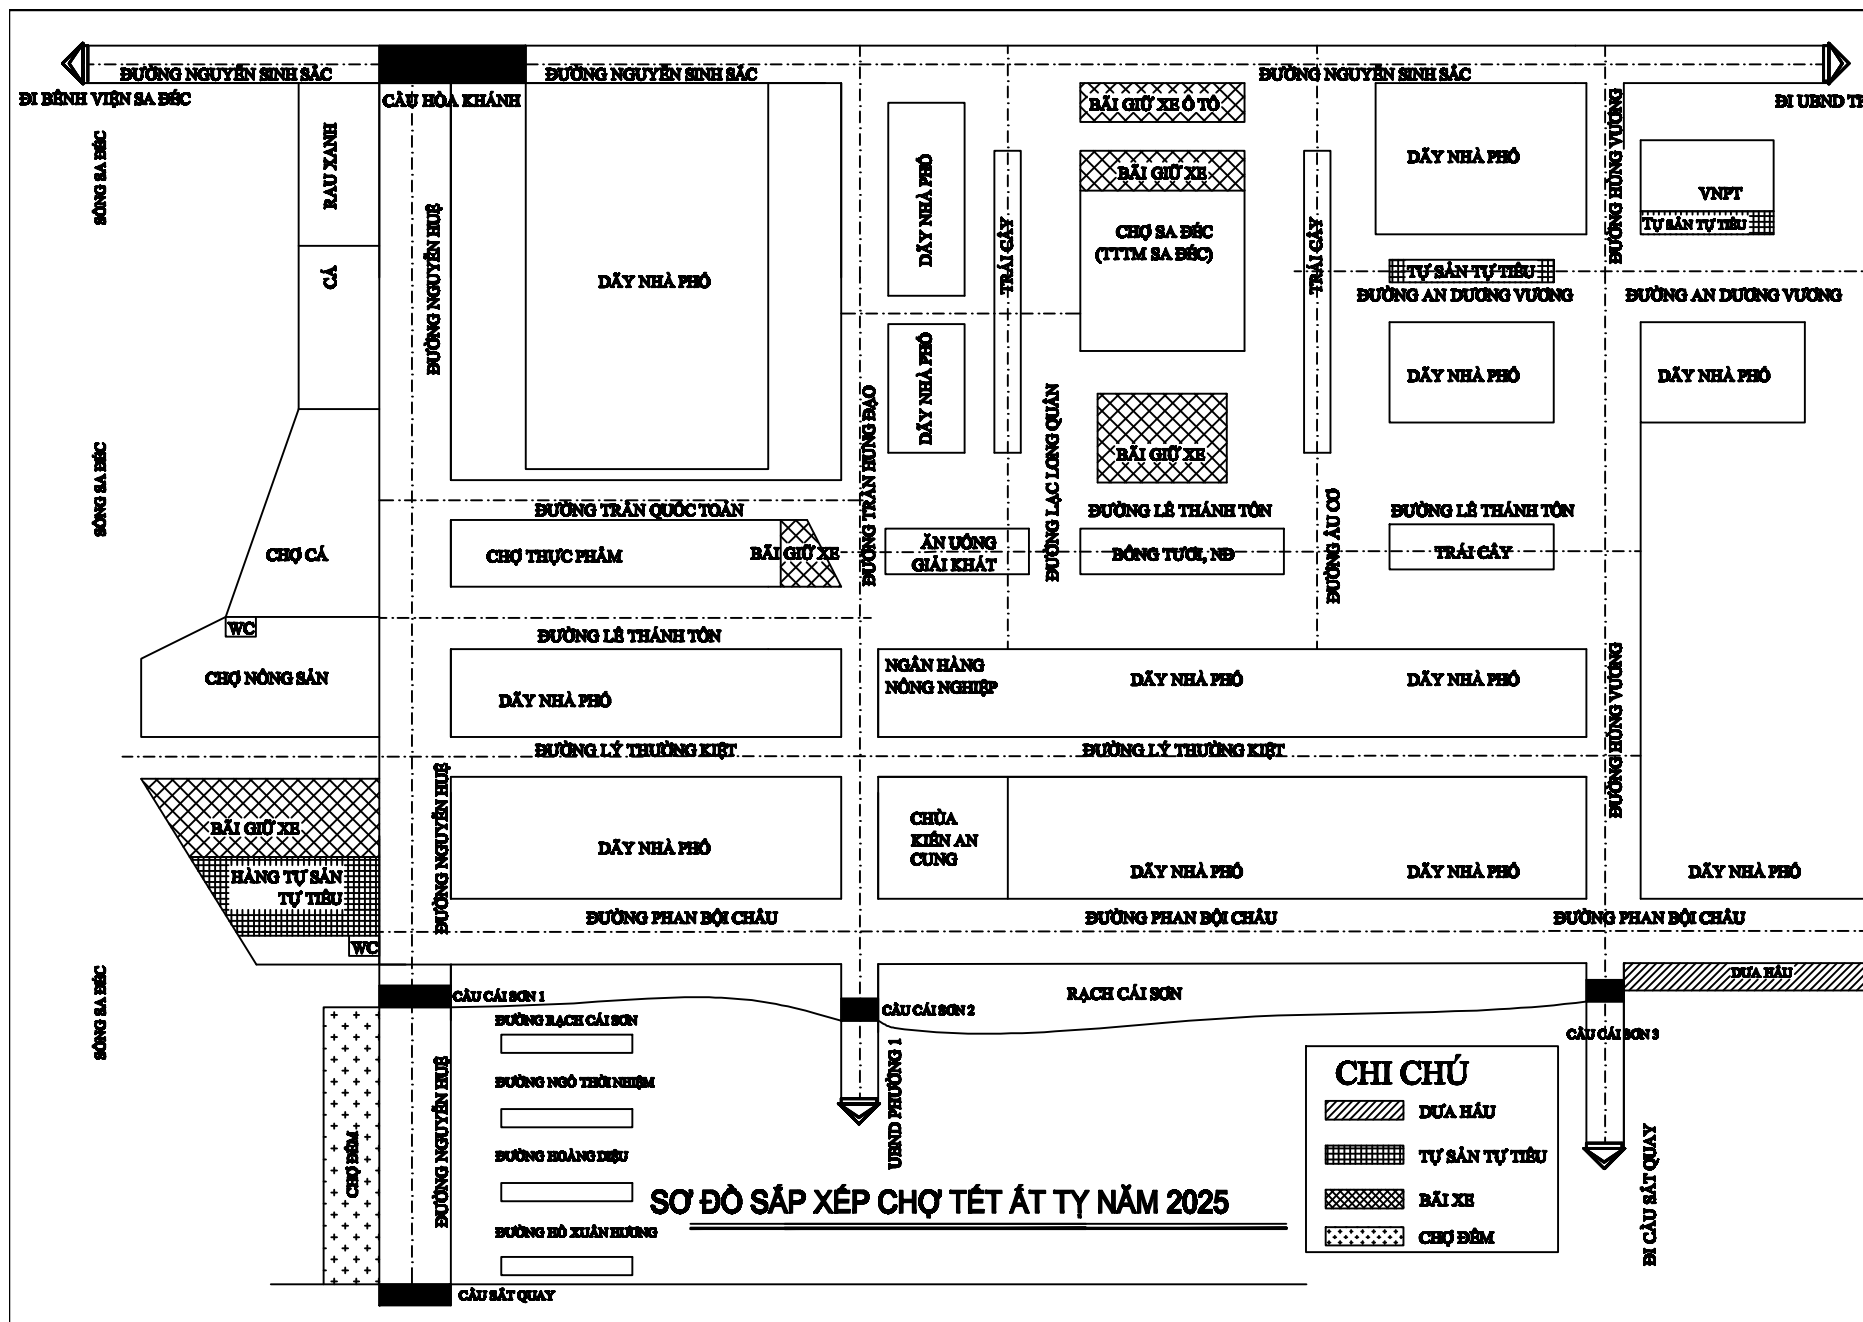 ĐƯỜNG NGUYỄN SINH SẮC
ĐƯỜNG NGUYỄN SINH SẮC
ĐƯỜNG NGUYỄN SINH SẮC
ĐI BỆNH VIỆN SA ĐÉC
CẦU HÒA KHÁNH
BÃI GIỮ XE Ô TÔ
ĐI UBND TP
SÔNG SA ĐÉC
RAU XANH
CÁ
ĐƯỜNG NGUYỄN HUỆ
DÃY NHÀ PHỐ
DÃY NHÀ PHỐ
TRÁI CÂY
BÃI GIỮ XE
CHỢ SA ĐÉC
(TTTM SA ĐÉC)
TRÁI CÂY
DÃY NHÀ PHỐ
ĐƯỜNG HÙNG VƯƠNG
VNPT
TỰ SẢN TỰ TIÊU
TỰ SẢN TỰ TIÊU
ĐƯỜNG AN DƯƠNG VƯƠNG
ĐƯỜNG AN DƯƠNG VƯƠNG
DÃY NHÀ PHỐ
DÃY NHÀ PHỐ
DÃY NHÀ PHỐ
SÔNG SA ĐÉC
ĐƯỜNG TRẦN HƯNG ĐẠO
ĐƯỜNG LẠC LONG QUÂN
BÃI GIỮ XE
ĐƯỜNG ÂU CƠ
ĐƯỜNG TRẦN QUỐC TOẢN
ĐƯỜNG LÊ THÁNH TÔN
ĐƯỜNG LÊ THÁNH TÔN
CHỢ CÁ
CHỢ THỰC PHẨM
BÃI GIỮ XE
ĂN UỐNG
GIẢI KHÁT
BÔNG TƯƠI, NĐ
TRÁI CÂY
WC
ĐƯỜNG LÊ THÁNH TÔN
CHỢ NÔNG SẢN
DÃY NHÀ PHỐ
NGÂN HÀNG
NÔNG NGHIỆP
DÃY NHÀ PHỐ
DÃY NHÀ PHỐ
ĐƯỜNG HÙNG VƯƠNG
ĐƯỜNG LÝ THƯỜNG KIỆT
ĐƯỜNG LÝ THƯỜNG KIỆT
BÃI GIỮ XE
HÀNG TỰ SẢN
TỰ TIÊU
WC
ĐƯỜNG NGUYỄN HUỆ
DÃY NHÀ PHỐ
CHÙA
KIẾN AN
CUNG
DÃY NHÀ PHỐ
DÃY NHÀ PHỐ
DÃY NHÀ PHỐ
ĐƯỜNG PHAN BỘI CHÂU
ĐƯỜNG PHAN BỘI CHÂU
ĐƯỜNG PHAN BỘI CHÂU
SÔNG SA ĐÉC
CẦU CÁI SƠN 1
CẦU CÁI SƠN 2
RẠCH CÁI SƠN
DƯA HẤU
CẦU CÁI SƠN 3
ĐƯỜNG RẠCH CÁI SƠN
ĐƯỜNG NGÔ THỜI NHIỆM
ĐƯỜNG HOÀNG DIỆU
ĐƯỜNG HỒ XUÂN HƯƠNG
CHỢ ĐÊM
ĐƯỜNG NGUYỄN HUỆ
UBND PHƯỜNG 1
CẦU SẮT QUAY
SƠ ĐỒ SẮP XẾP CHỢ TẾT ẤT TỴ NĂM 2025
CHI CHÚ
DƯA HẤU
TỰ SẢN TỰ TIÊU
BÃI XE
CHỢ ĐÊM
ĐI CẦU SẮT QUAY